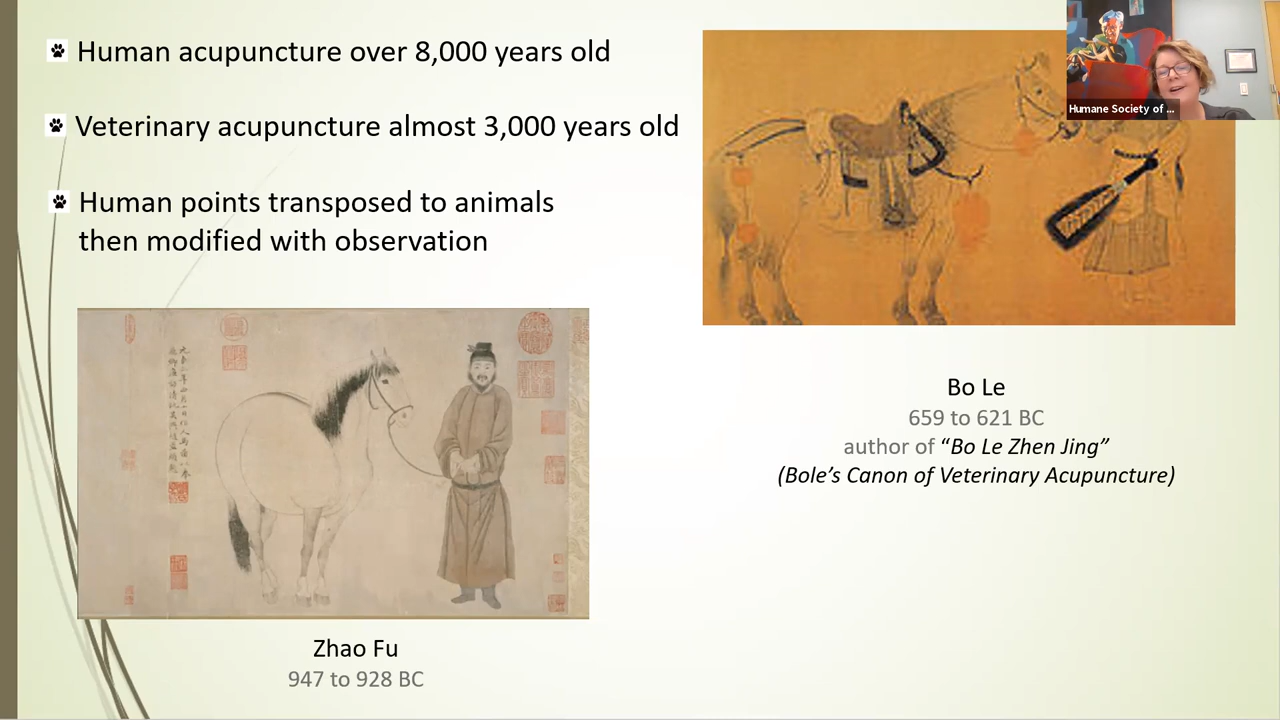 Human acupuncture over 8,000 years old
Veterinary acupuncture almost 3,000 years old
Human points transposed to animals
then modified with observation
Humane Society of ...
Bo Le
659 to 621 BC
author of “Bo Le Zhen Jing”
(Bole’s Canon of Veterinary Acupuncture)
Zhao Fu
947 to 928 BC